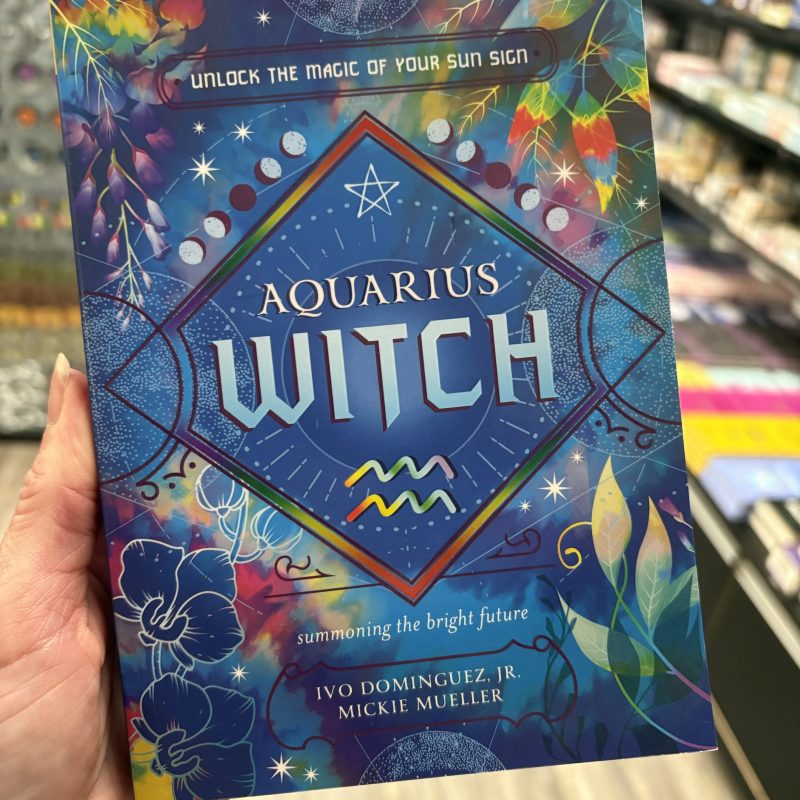 UNLOCK THE MAGIC OF YOUR SUN SIGN
AQUARIUS
WITCH
summoning the bright future
IVO DOMINGUEZ, JR.
MICKIE MUELLER